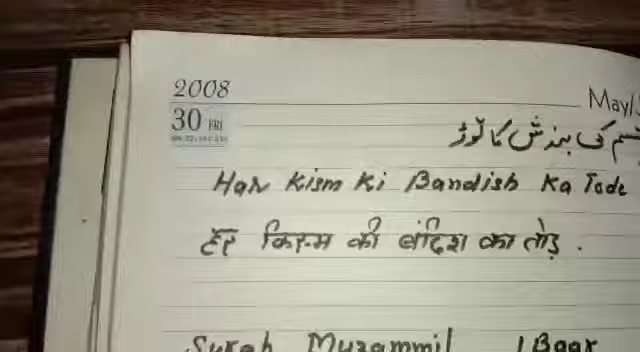 2008
May/
30 FRI
قسم کی بندش کا توڑ
Har Kism Ki Bandish Ka Tode
हर किस्म की बंदिश का तोड़ .
Surah Muzammil 1 Baar